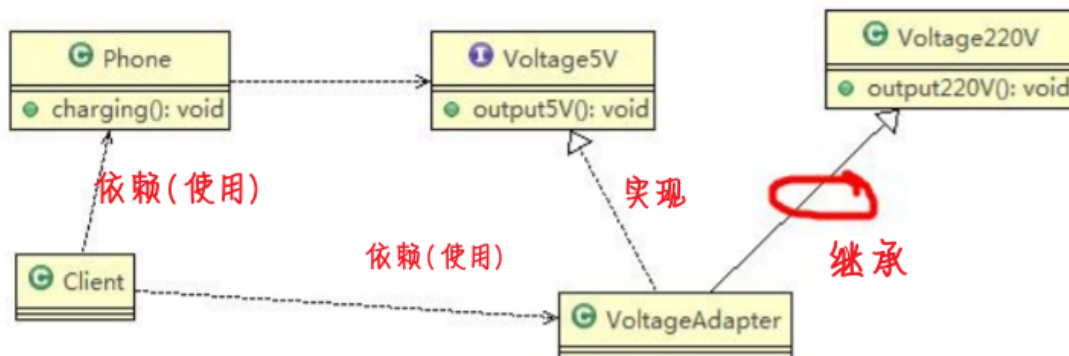 C Phone
charging(): void
I Voltage5V
output5V(): void
C Voltage220V
output220V(): void
依赖(使用)
实现
继承
依赖(使用)
C Client
C VoltageAdapter